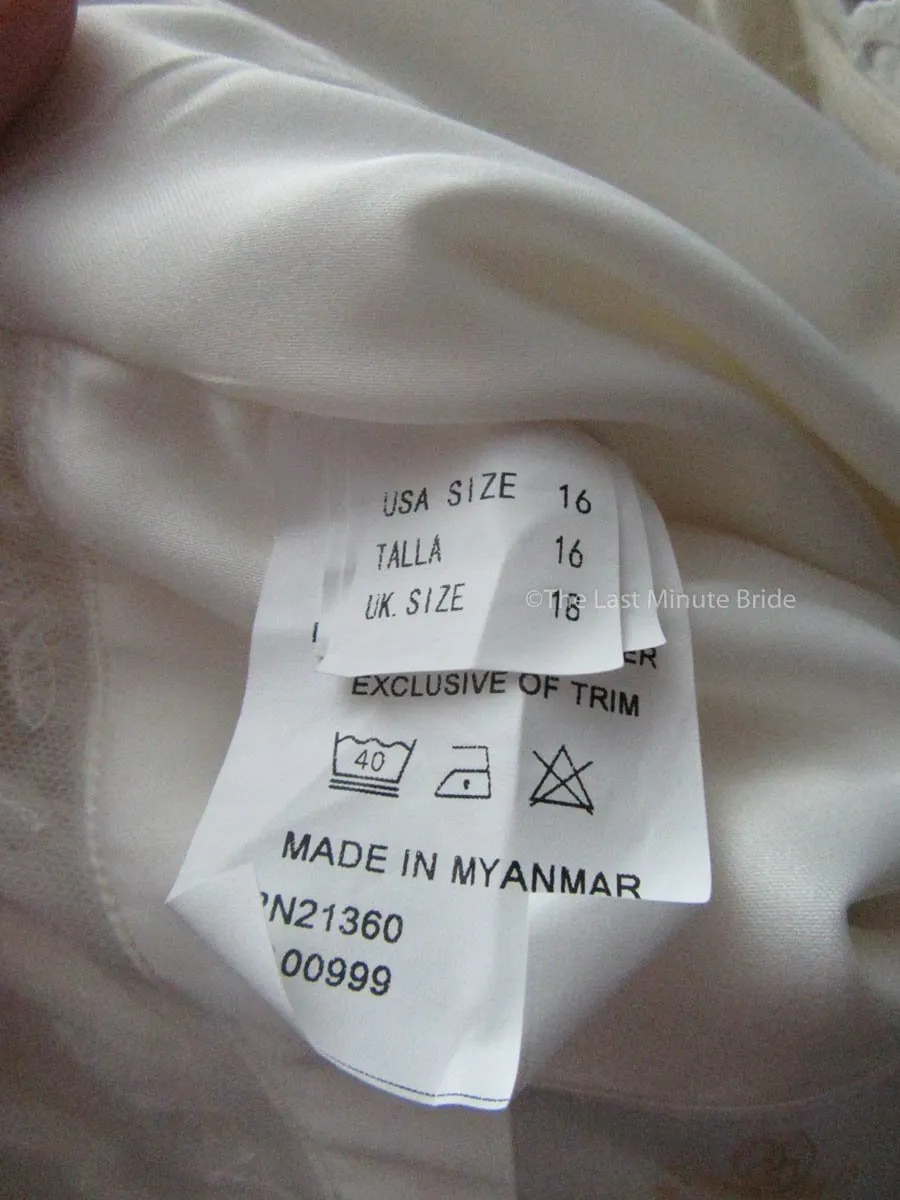 USA SIZE 16
TALLA 16
UK. SIZE 18
©The Last Minute Bride
EXCLUSIVE OF TRIM
40
MADE IN MYANMAR
RN21360
00999